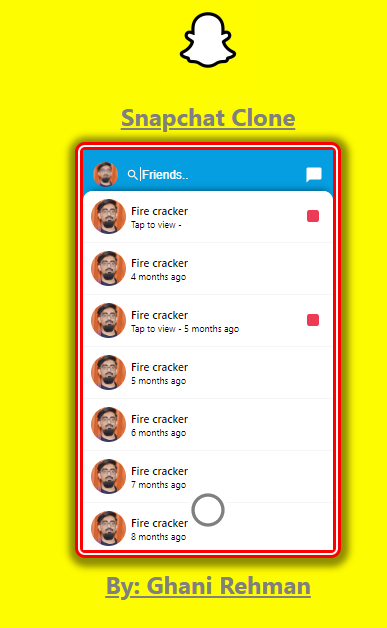 Snapchat Clone
Friends..
Fire cracker
Tap to view -
Fire cracker
4 months ago
Fire cracker
Tap to view - 5 months ago
Fire cracker
5 months ago
Fire cracker
6 months ago
Fire cracker
7 months ago
Fire cracker
8 months ago
By: Ghani Rehman